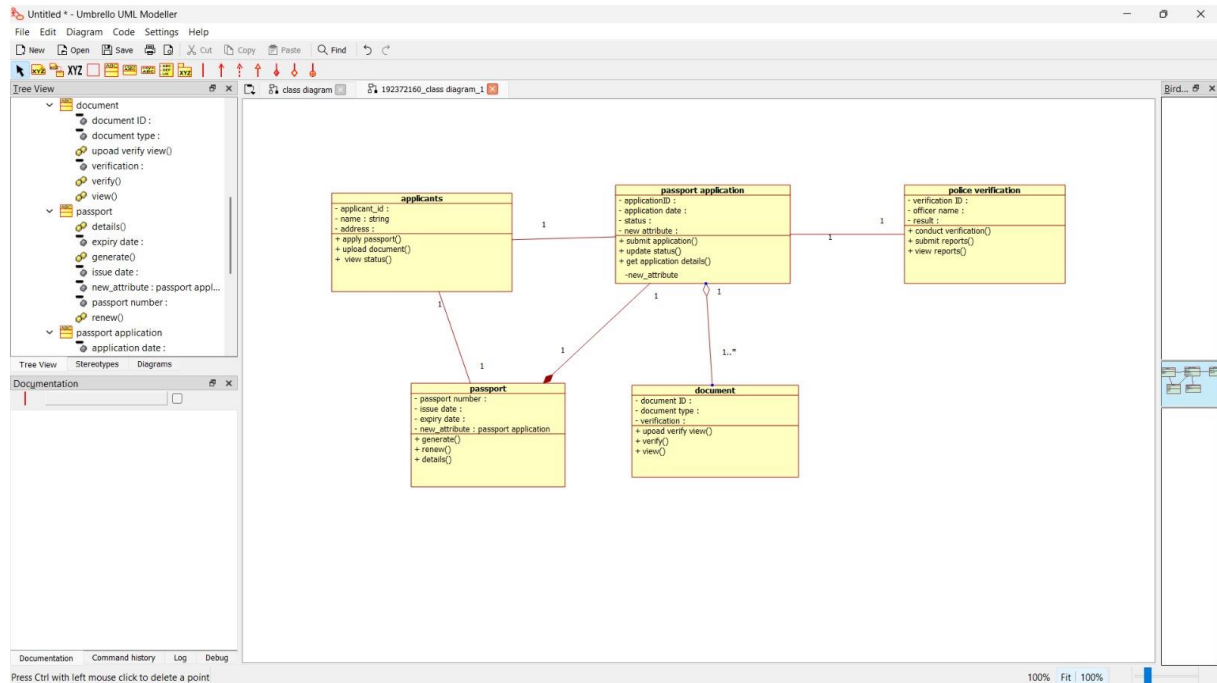 Untitled * - Umbrello UML Modeller
File Edit Diagram Code Settings Help
New Open Save Cut Copy Paste Find
XYZ XYZ
Tree View
class diagram 192372160_class diagram_1
Bird...
document
document ID :
document type :
upoad verify view()
verification :
verify()
view()
passport
details()
expiry date :
generate()
issue date :
new_attribute : passport appl...
passport number :
renew()
passport application
application date :
Tree View Stereotypes Diagrams
Documentation
Documentation Command history Log Debug
Press Ctrl with left mouse click to delete a point
applicants
- applicant_id :
- name : string
- address :
+ apply passport()
+ upload document()
+ view status()
1
passport application
- applicationID :
- application date :
- status :
- new attribute :
+ submit application()
+ update status()
+ get application details()
-new_attribute
1
1
police verification
- verification ID :
- officer name :
- result :
+ conduct verification()
+ submit reports()
+ view reports()
1
1
1
1
1
1.."
passport
- passport number :
- issue date :
- expiry date :
- new_attribute : passport application
+ generate()
+ renew()
+ details()
document
- document ID :
- document type :
- verification :
+ upoad verify view()
+ verify()
+ view()
100% Fit 100%